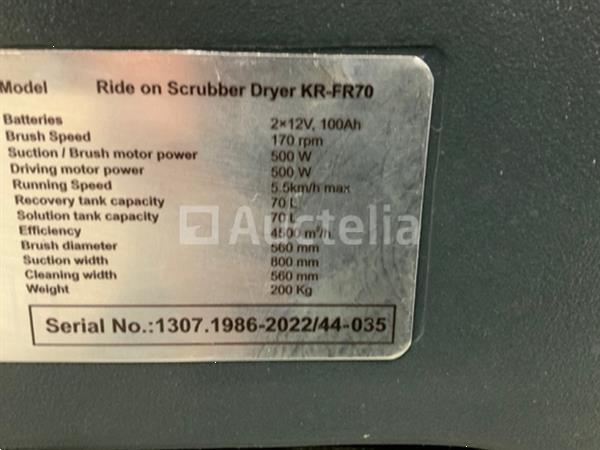 Model Ride on Scrubber Dryer KR-FR70
Batteries 2×12V, 100Ah
Brush Speed 170 rpm
Suction / Brush motor power 500 W
Driving motor power 500 W
Running Speed 5.5km/h max
Recovery tank capacity 70 L
Solution tank capacity 70 L
Auctelia
Efficiency 4500 m²/h
Brush diameter 560 mm
Suction width 800 mm
Cleaning width 560 mm
Weight 200 Kg
Serial No.:1307.1986-2022/44-035